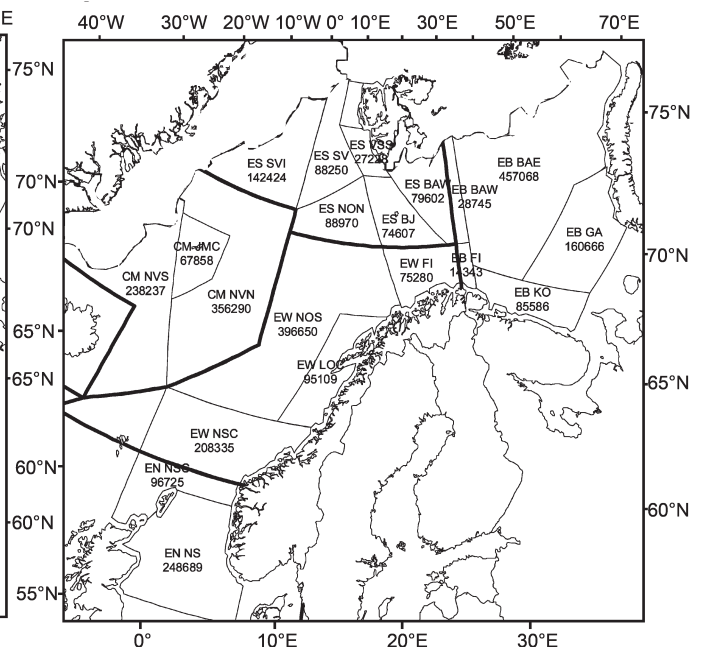 E
40°W 30°W 20°W 10°W 0° 10°E 20°E 30°E 50°E 70°E
75°N
75°N
ES VSS
27228
ES SVI
142424
ES SV
88250
EB BAE
457068
70°N
ES BAW
79602
EB BAW
28745
ES NON
88970
ES BJ
74607
70°N
EB GA
160666
CM JMC
67858
70°N
CM NVS
238237
EW FI
75280
EB FI
CM NVN
356290
EB KO
85586
EW NOS
396650
65°N
EW LOC
95109
65°N
65°N
EW NSC
208335
60°N
EN NSC
96725
60°N
60°N
EN NS
248689
55°N
0° 10°E 20°E 30°E